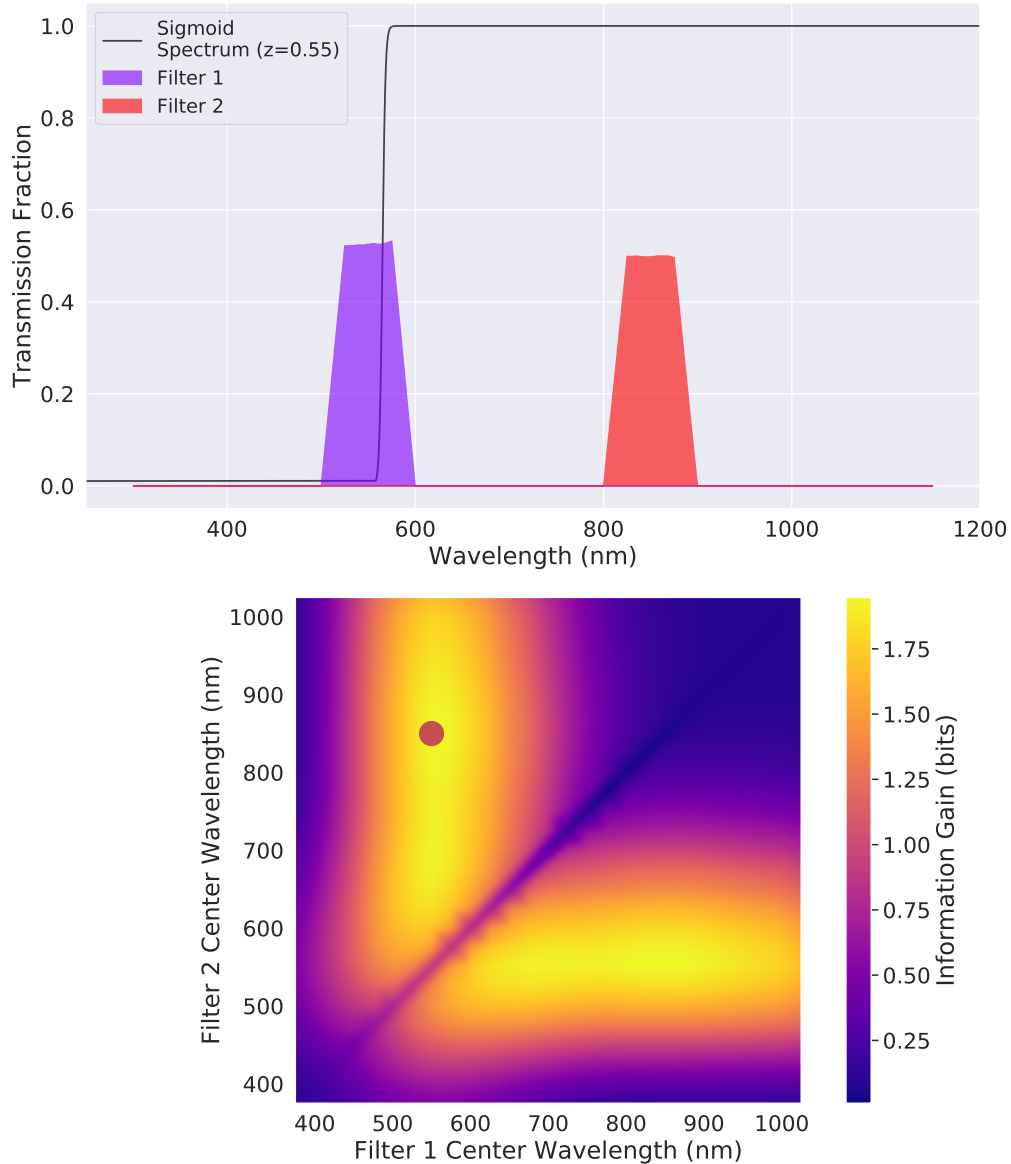 1.0
0.8
0.6
0.4
0.2
0.0
Transmission Fraction
Sigmoid
Spectrum (z=0.55)
Filter 1
Filter 2
400 600 800 1000 1200
Wavelength (nm)
1000
900
800
700
600
500
400
Filter 2 Center Wavelength (nm)
400 500 600 700 800 900 1000
Filter 1 Center Wavelength (nm)
1.75
1.50
1.25
1.00
0.75
0.50
0.25
Information Gain (bits)